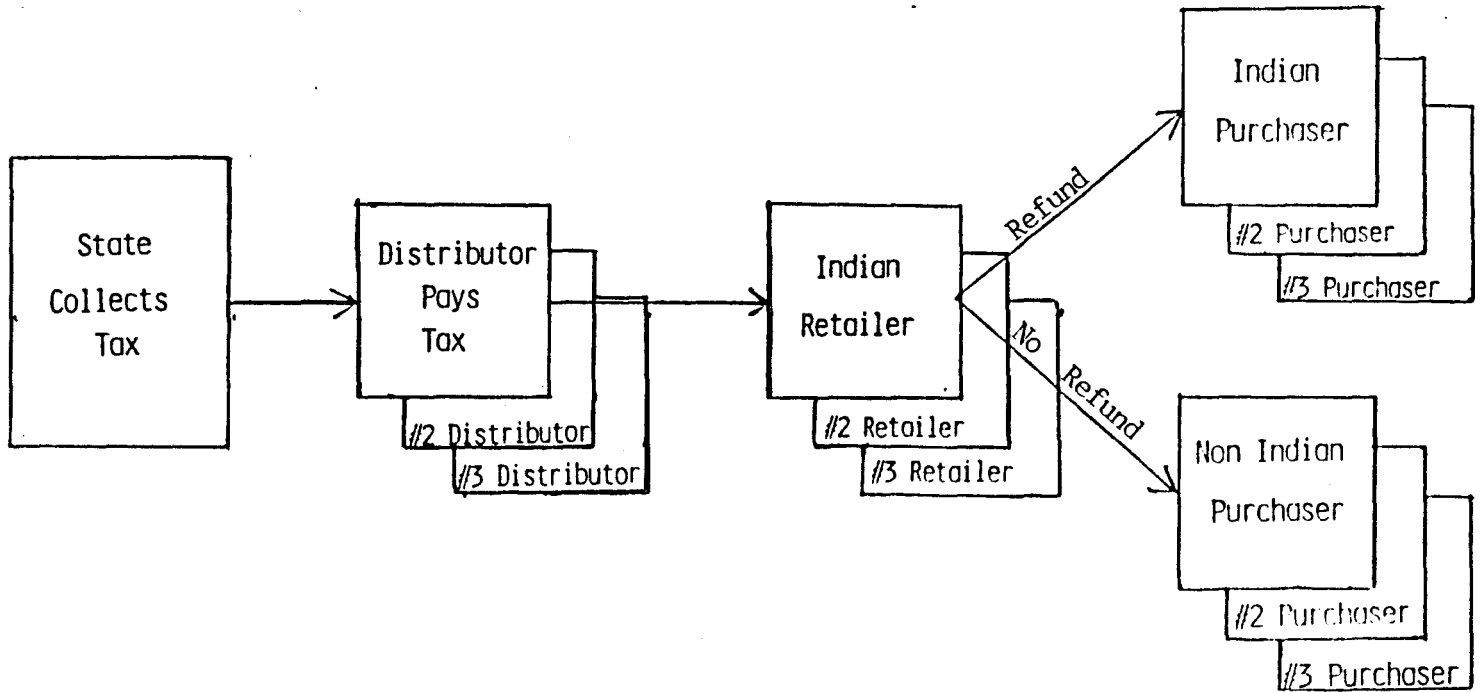 State
Collects
Tax
Distributor
Pays
Tax
#2 Distributor
#3 Distributor
Indian
Retailer
#2 Retailer
#3 Retailer
Refund
No Refund
Indian
Purchaser
#2 Purchaser
#3 Purchaser
Non Indian
Purchaser
#2 Purchaser
#3 Purchaser